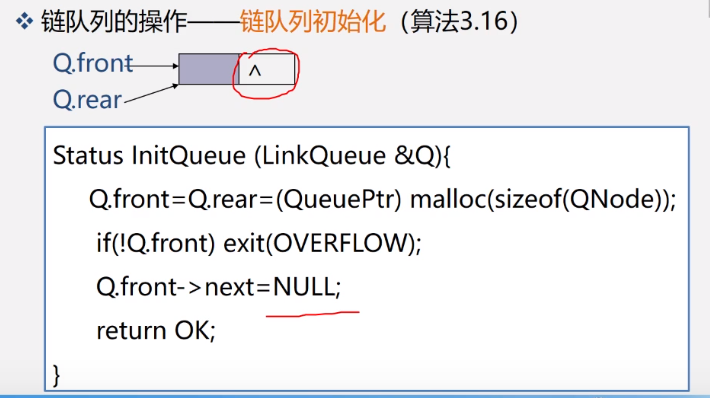 ❖ 链队列的操作——链队列初始化（算法3.16）
Q.front
^
Q.rear
Status InitQueue (LinkQueue &Q){
Q.front=Q.rear=(QueuePtr) malloc(sizeof(QNode));
if(!Q.front) exit(OVERFLOW);
Q.front->next=NULL;
return OK;
}